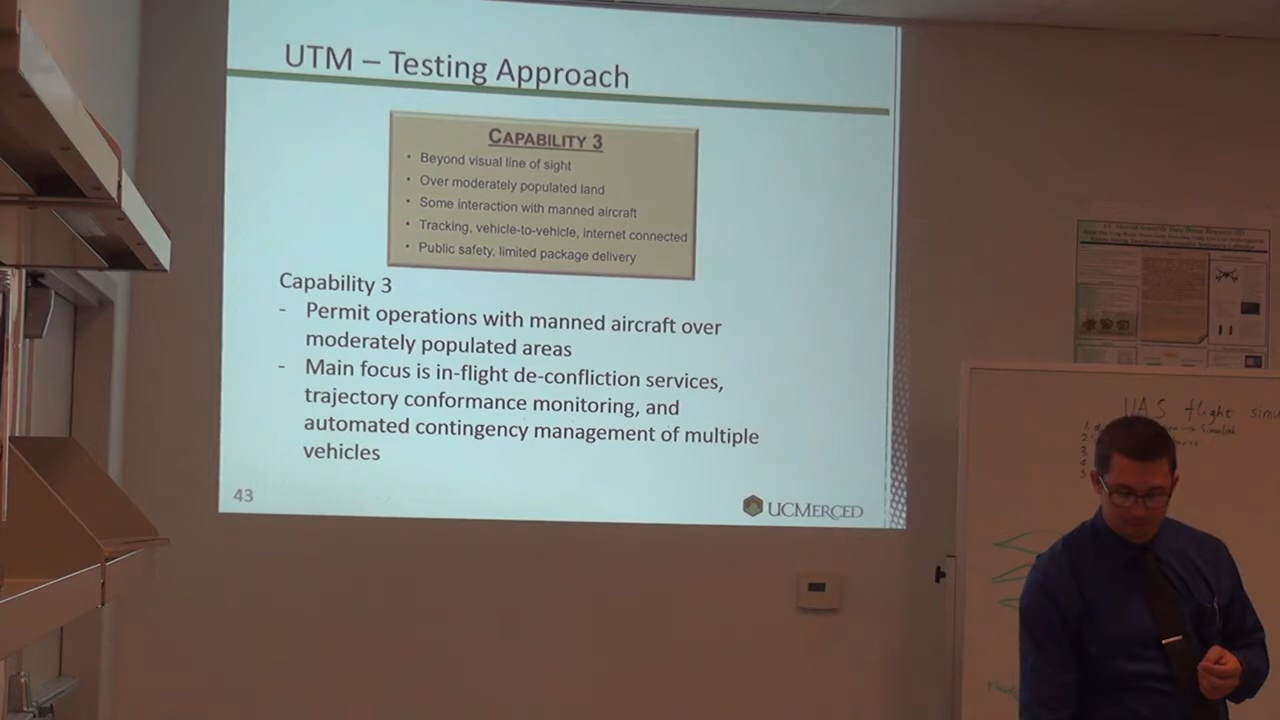 UTM – Testing Approach
CAPABILITY 3
• Beyond visual line of sight
• Over moderately populated land
• Some interaction with manned aircraft
• Tracking, vehicle-to-vehicle, internet connected
• Public safety, limited package delivery
Capability 3
- Permit operations with manned aircraft over
moderately populated areas
- Main focus is in-flight de-confliction services,
trajectory conformance monitoring, and
automated contingency management of multiple
vehicles
43
UCMERCED
UAS flight